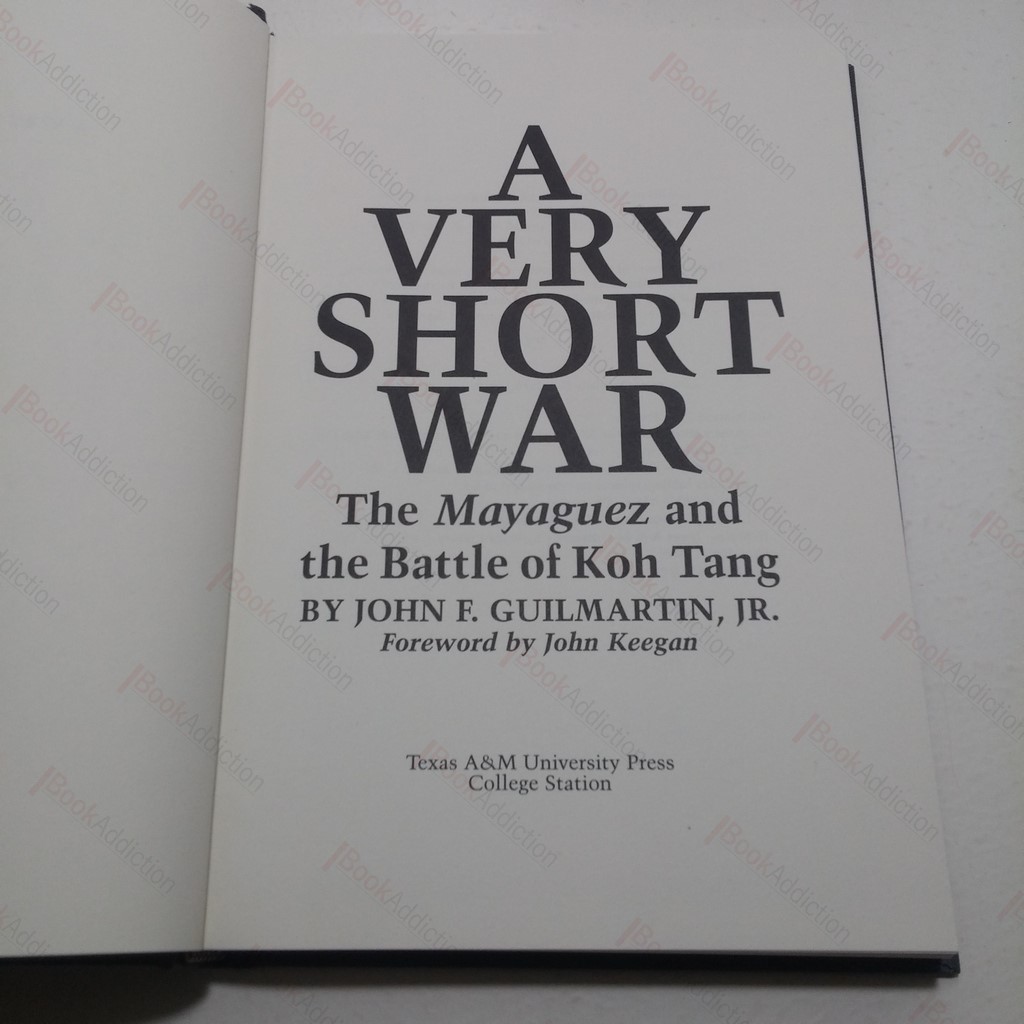 A
VERY
SHORT
WAR
The Mayaguez and
the Battle of Koh Tang
BY JOHN F. GUILMARTIN, JR.
Foreword by John Keegan
Texas A&M University Press
College Station
BookAddiction